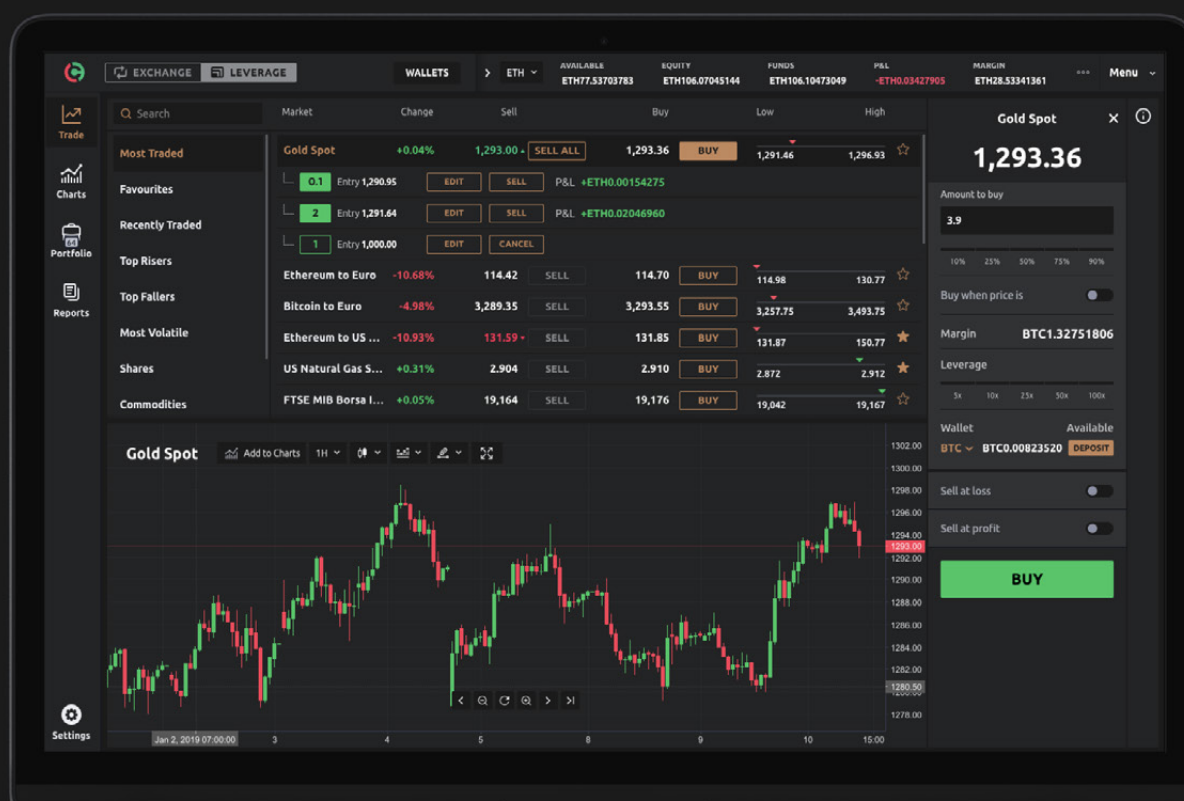 EXCHANGE LEVERAGE WALLETS ETH
AVAILABLE EQUITY FUNDS P&L MARGIN
ETH77.53703783 ETH106.07045144 ETH106.10473049 -ETH0.03427905 ETH28.53341361
Menu
Trade
Charts
64
Portfolio
Reports
Settings
Search
Most Traded
Favourites
Recently Traded
Top Risers
Top Fallers
Most Volatile
Shares
Commodities
Market Change Sell Buy Low High
Gold Spot +0.04% 1,293.00 SELL ALL 1,293.36 BUY 1,291.46 1,296.93
0.1 Entry 1,290.95 EDIT SELL P&L +ETH0.00154275
2 Entry 1,291.64 EDIT SELL P&L +ETH0.02046960
1 Entry 1,000.00 EDIT CANCEL
Ethereum to Euro -10.68% 114.42 SELL 114.70 BUY 114.98 130.77
Bitcoin to Euro -4.98% 3,289.35 SELL 3,293.55 BUY 3,257.75 3,493.75
Ethereum to US ... -10.93% 131.59 SELL 131.85 BUY 131.87 150.77
US Natural Gas S... +0.31% 2.904 SELL 2.910 BUY 2.872 2.912
FTSE MIB Borsa I... +0.05% 19,164 SELL 19,176 BUY 19,042 19,167
Gold Spot Add to Charts 1H
1302.00
1300.00
1298.00
1296.00
1294.00
1293.00
1292.00
1290.00
1288.00
1286.00
1284.00
1282.00
1280.50
1278.00
Jan 2, 2019 07:00:00 3 4 5 8 9 10 15:00
Gold Spot
1,293.36
Amount to buy
3.9
10% 25% 50% 75% 90%
Buy when price is
Margin BTC1.32751806
Leverage
5x 10x 25x 50x 100x
Wallet Available
BTC BTC0.00823520 DEPOSIT
Sell at loss
Sell at profit
BUY